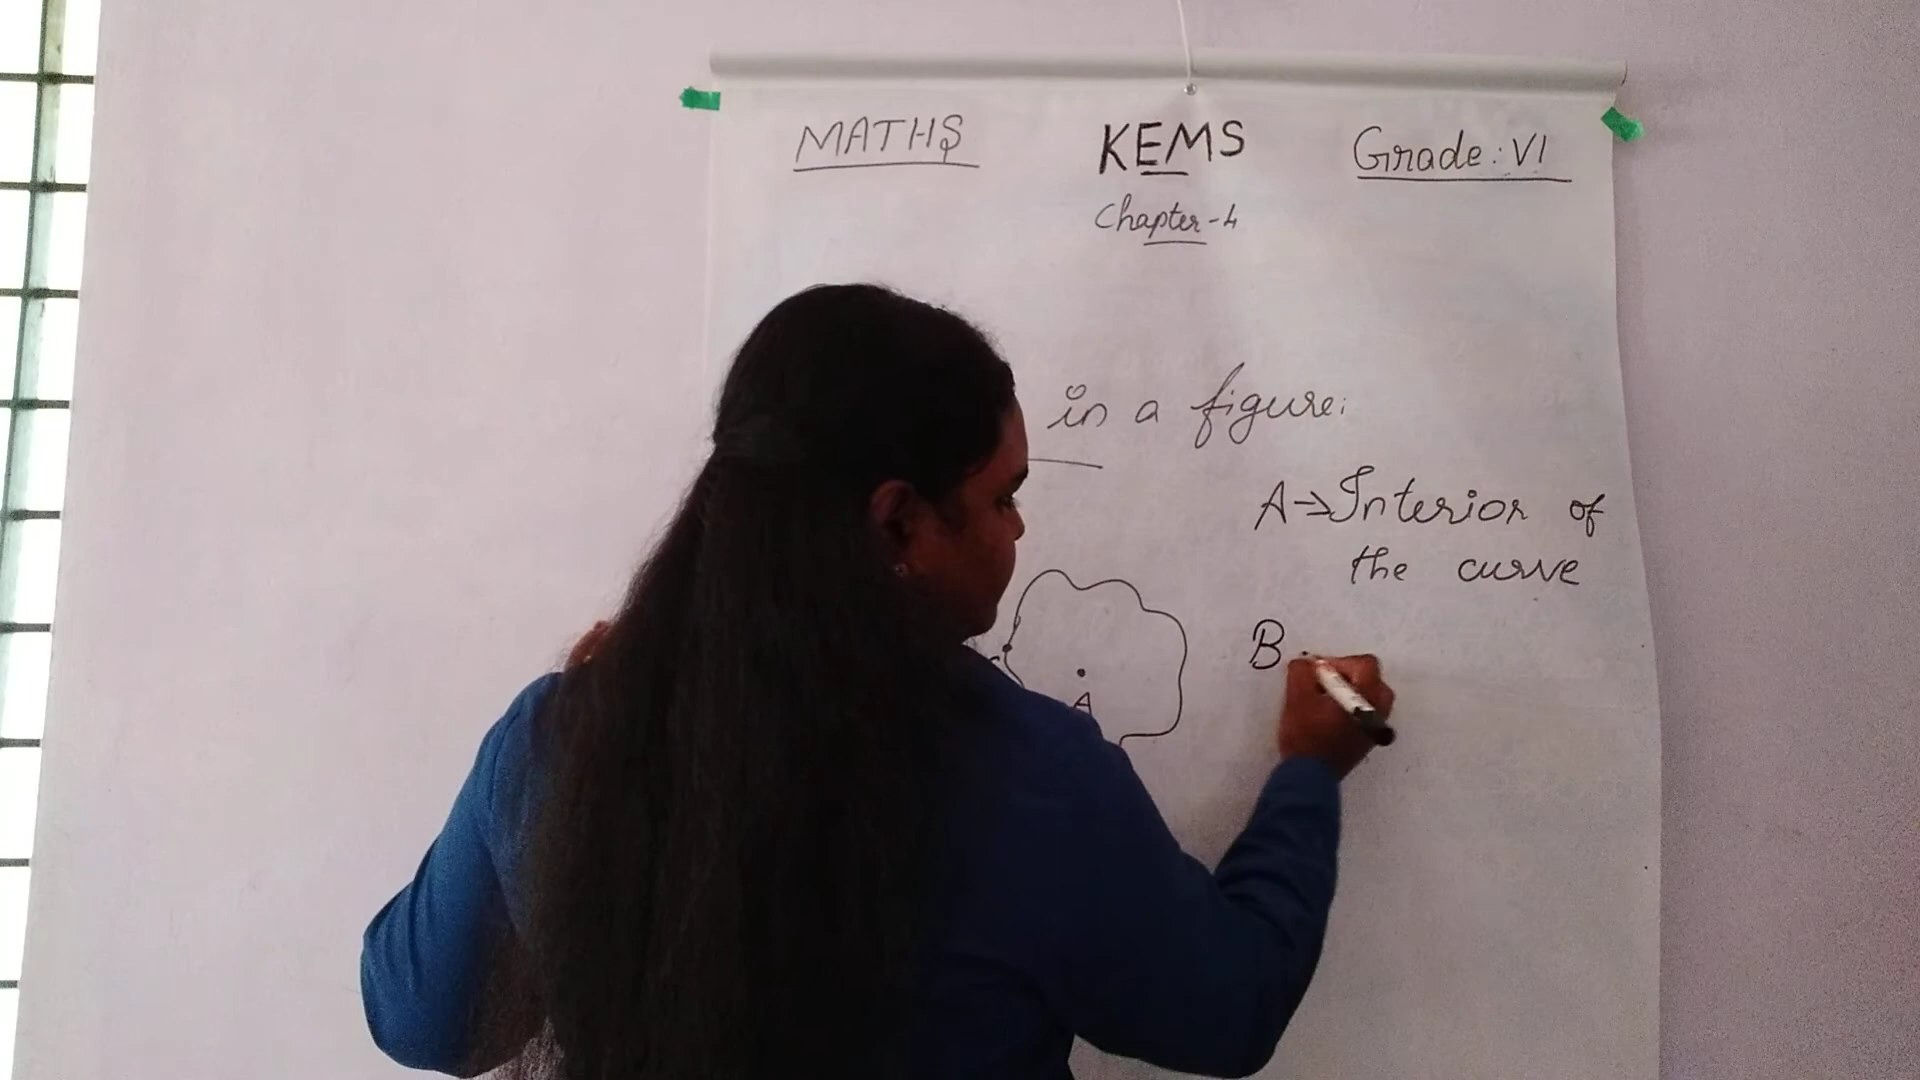 MATHS KEMS Grade: VI
Chapter-4
in a figure:
A⇒Interior of
the curve
B
A